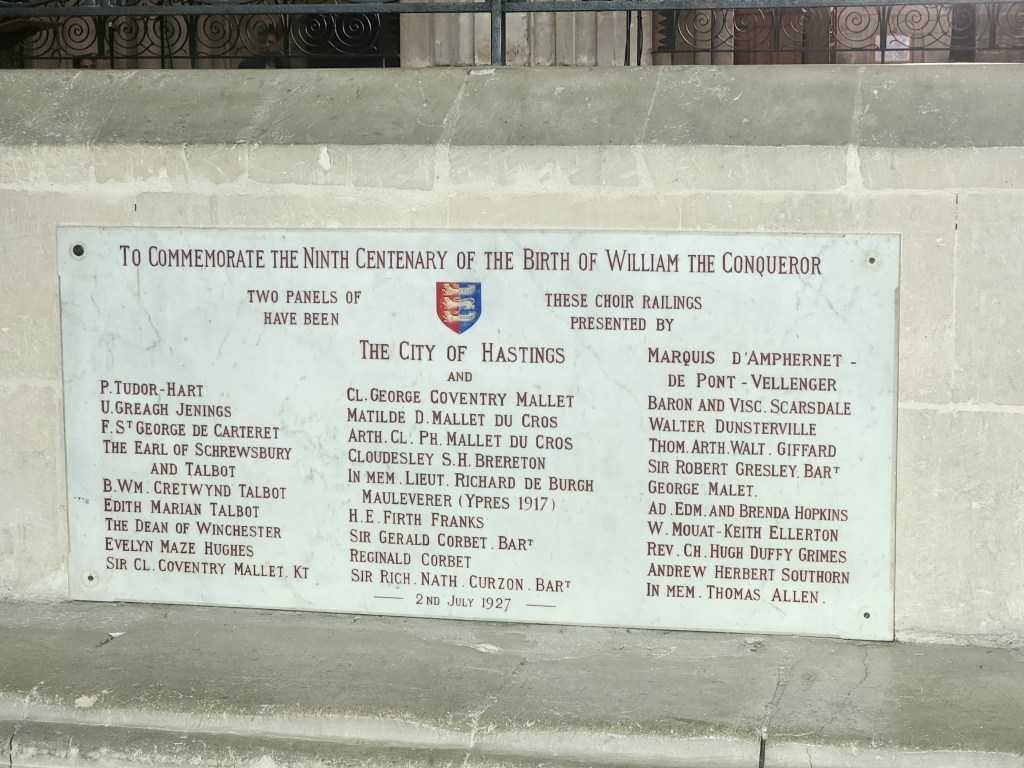 To Commemorate the Ninth Centenary of the Birth of William the Conqueror
two panels of these choir railings
have been presented by
The City of Hastings
and
P. Tudor-Hart
U. Greagh Jenings
F. St George de Carteret
The Earl of Schrewsbury
and Talbot
B. Wm. Cretwynd Talbot
Edith Marian Talbot
The Dean of Winchester
Evelyn Maze Hughes
Sir Cl. Coventry Mallet. Kt
Cl. George Coventry Mallet
Matilde D. Mallet du Cros
Arth. Cl. Ph. Mallet du Cros
Cloudesley S.H. Brereton
In mem. Lieut. Richard de Burgh
Mauleverer (Ypres 1917)
H.E. Firth Franks
Sir Gerald Corbet. Bart
Reginald Corbet
Sir Rich. Nath. Curzon. Bart
2nd July 1927
Marquis d'Amphernet -
de Pont - Vellenger
Baron and Visc. Scarsdale
Walter Dunsterville
Thom. Arth. Walt. Giffard
Sir Robert Gresley. Bart
George Malet.
Ad. Edm. and Brenda Hopkins
W. Mouat-Keith Ellerton
Rev. Ch. Hugh Duffy Grimes
Andrew Herbert Southorn
In mem. Thomas Allen.